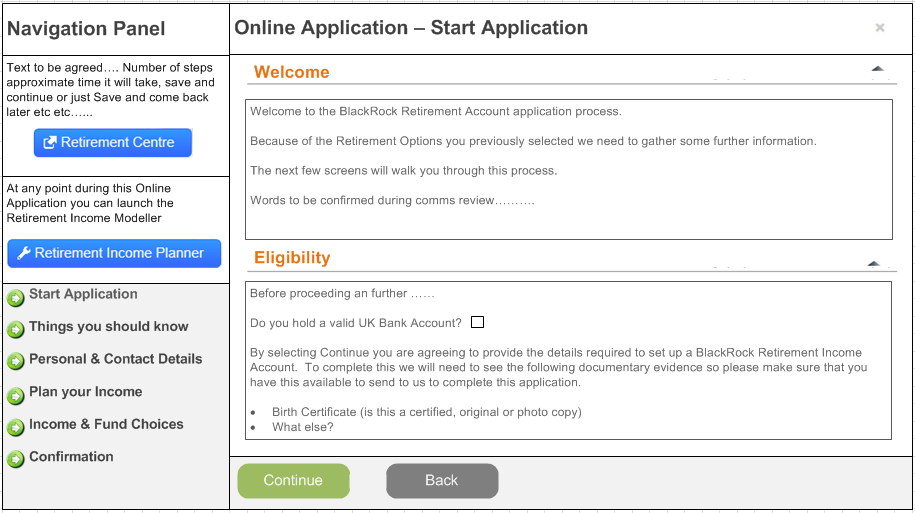 Navigation Panel
Text to be agreed…. Number of steps
approximate time it will take, save and
continue or just Save and come back
later etc etc…...
Retirement Centre
At any point during this Online
Application you can launch the
Retirement Income Modeller
Retirement Income Planner
Start Application
Things you should know
Personal & Contact Details
Plan your Income
Income & Fund Choices
Confirmation
Online Application – Start Application
×
Welcome
Welcome to the BlackRock Retirement Account application process.
Because of the Retirement Options you previously selected we need to gather some further information.
The next few screens will walk you through this process.
Words to be confirmed during comms review……….
Eligibility
Before proceeding an further ……
Do you hold a valid UK Bank Account?
By selecting Continue you are agreeing to provide the details required to set up a BlackRock Retirement Income
Account.  To complete this we will need to see the following documentary evidence so please make sure that you
have this available to send to us to complete this application.
• Birth Certificate (is this a certified, original or photo copy)
• What else?
Continue
Back